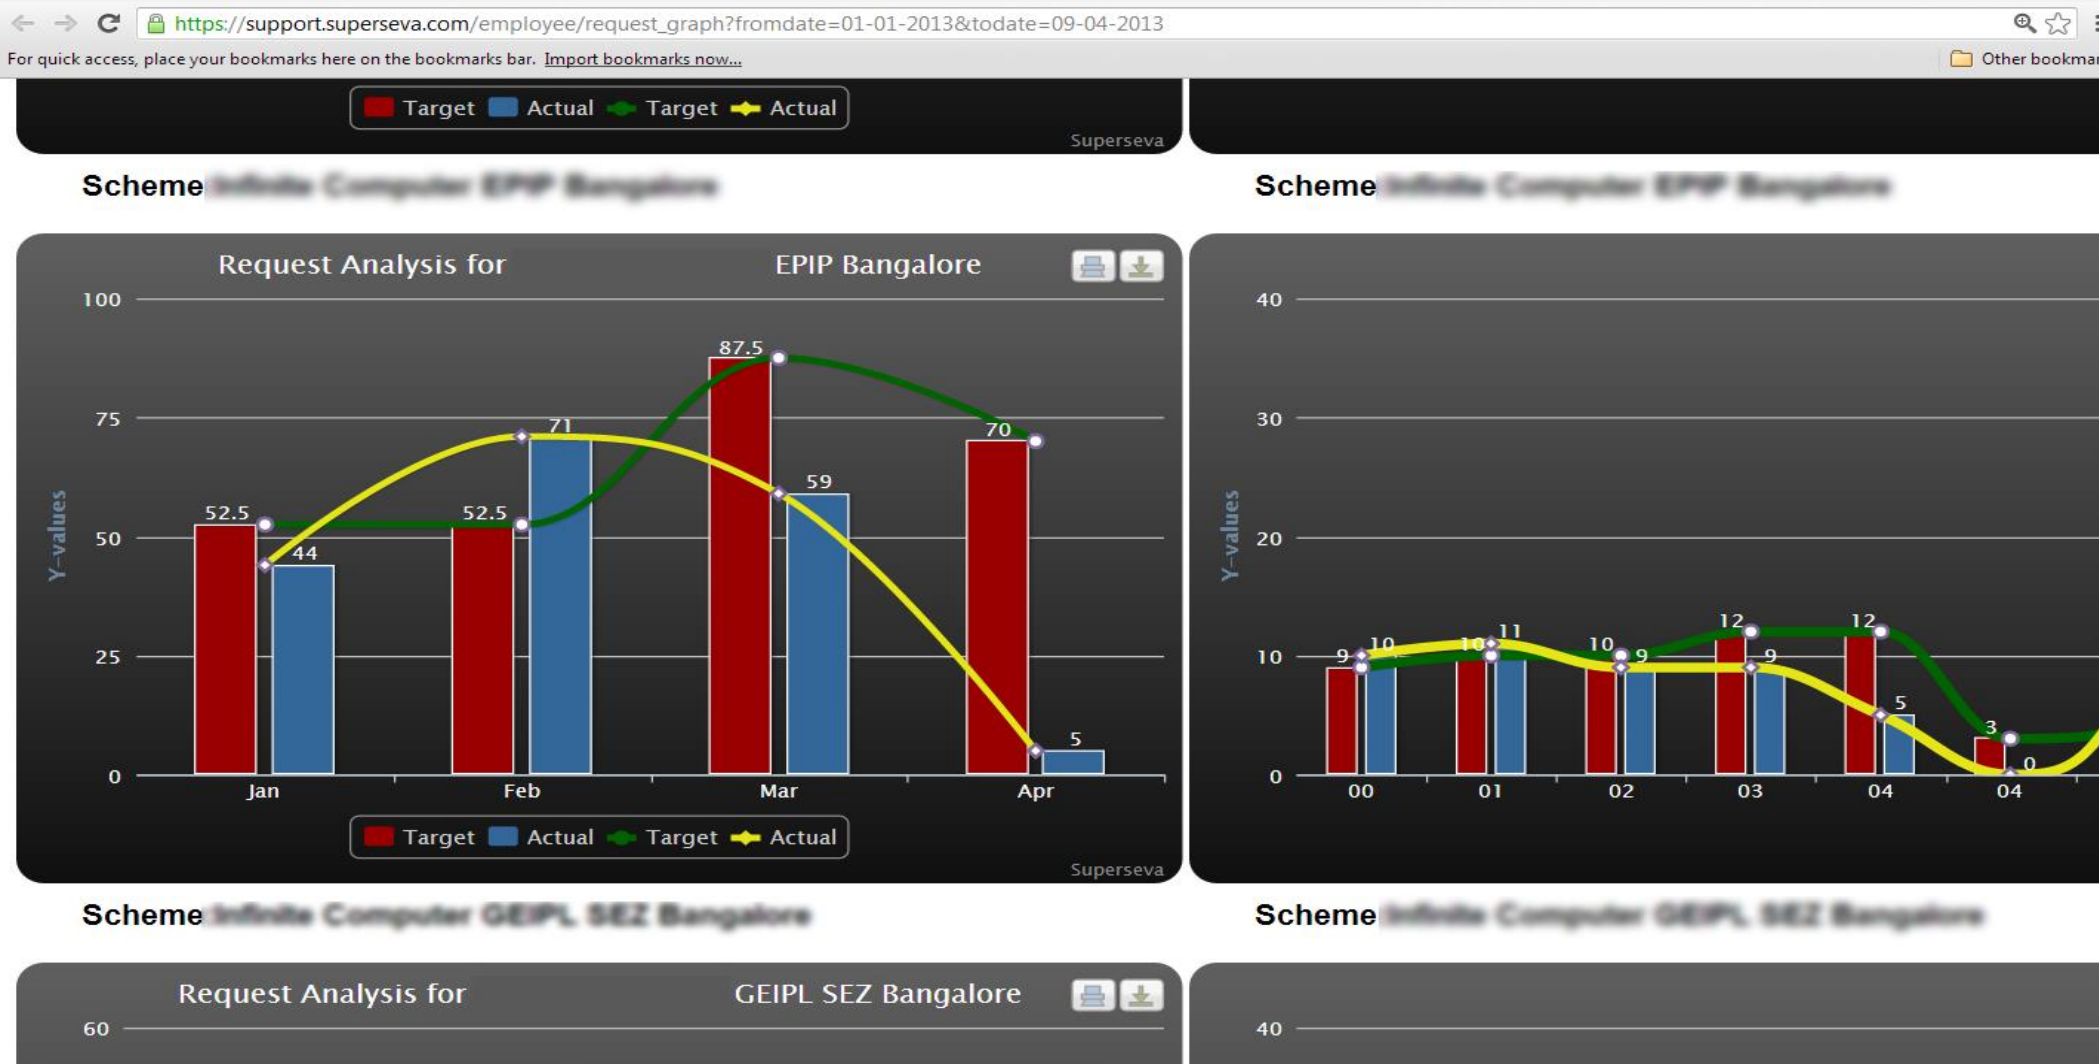 https://support.superseva.com/employee/request_graph?fromdate=01-01-2013&todate=09-04-2013
For quick access, place your bookmarks here on the bookmarks bar. Import bookmarks now...
Other bookmar
Target Actual Target Actual
Superseva
Scheme
Scheme
Request Analysis for EPIP Bangalore
100
75
50
25
0
Y-values
52.5
44
52.5
71
87.5
59
70
5
Jan Feb Mar Apr
Target Actual Target Actual
Superseva
40
30
20
10
0
Y-values
9 10
10 11
10 9
12 9
12 5
3 0
00 01 02 03 04 04
Scheme
Scheme
Request Analysis for GEIPL SEZ Bangalore
60
40